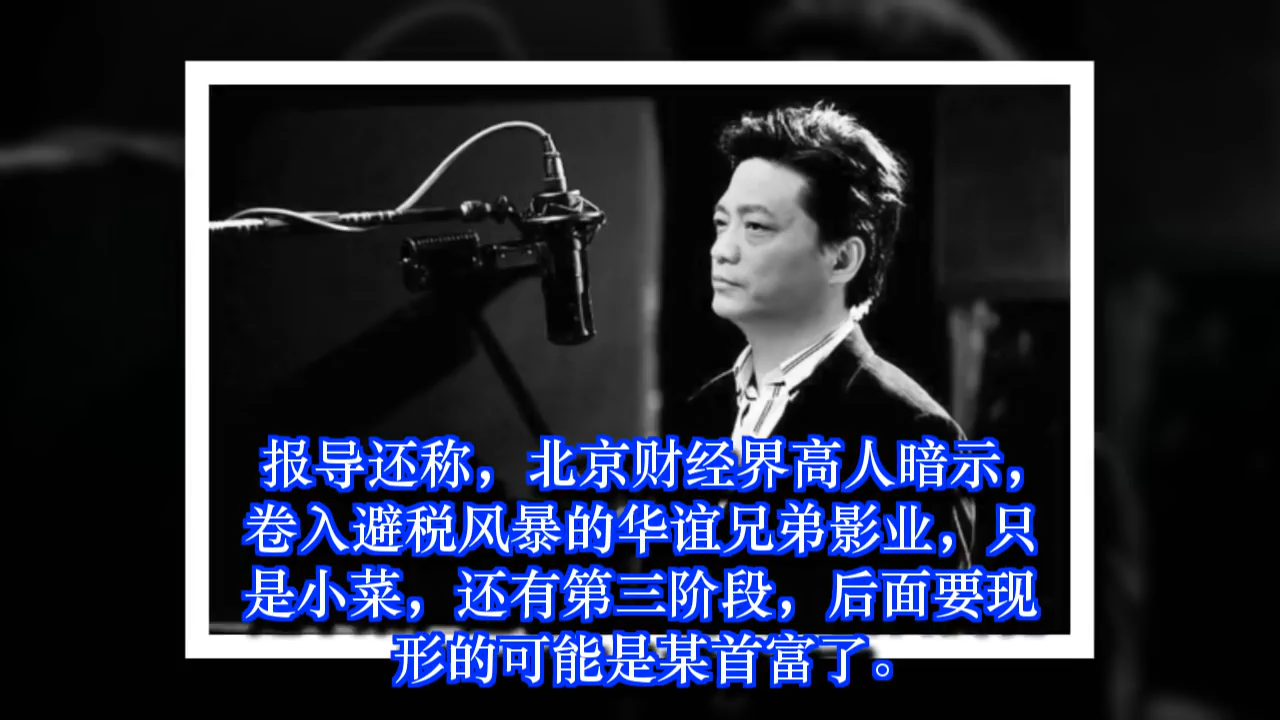 报导还称，北京财经界高人暗示，
卷入避税风暴的华谊兄弟影业，只
是小菜，还有第三阶段，后面要现
形的可能是某首富了。